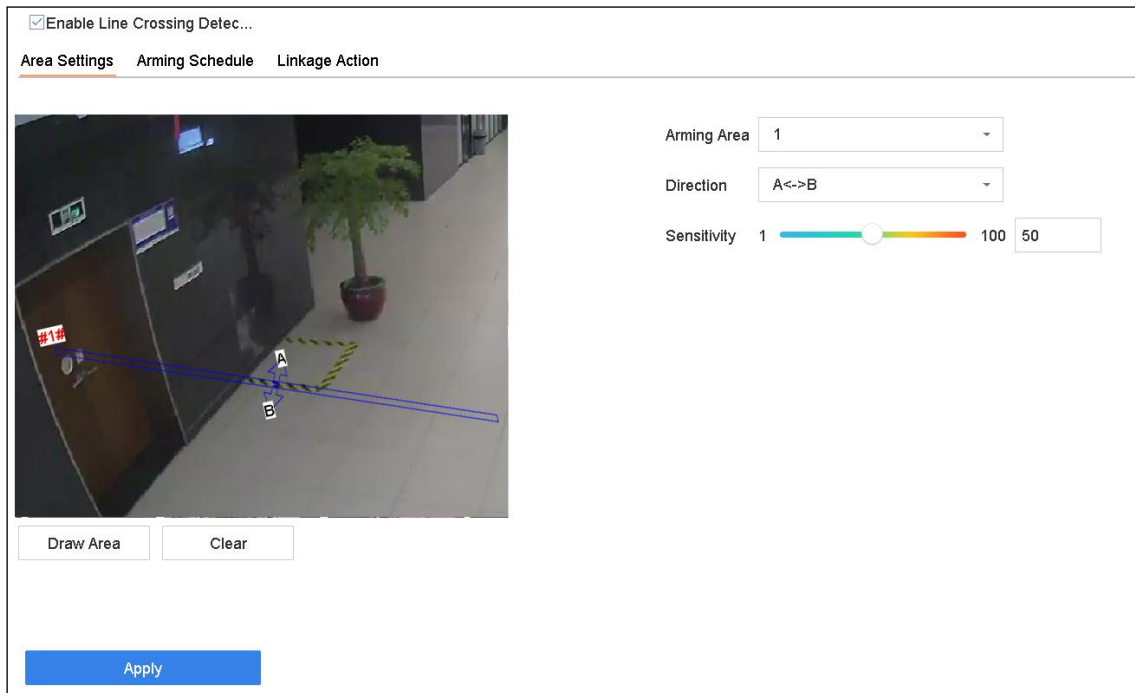 Enable Line Crossing Detec...
Area Settings Arming Schedule Linkage Action
Arming Area 1
Direction A<->B
Sensitivity 1 100 50
#1#
A
B
Draw Area Clear
Apply